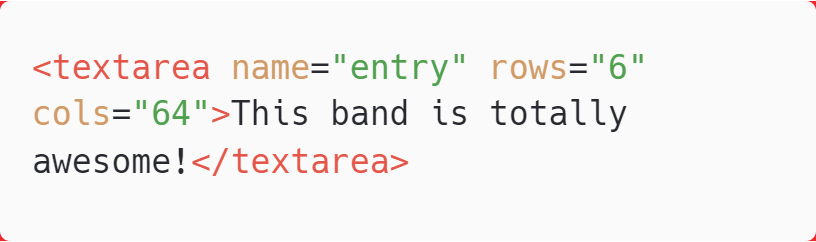 <textarea name="entry" rows="6"
cols="64">This band is totally
awesome!</textarea>